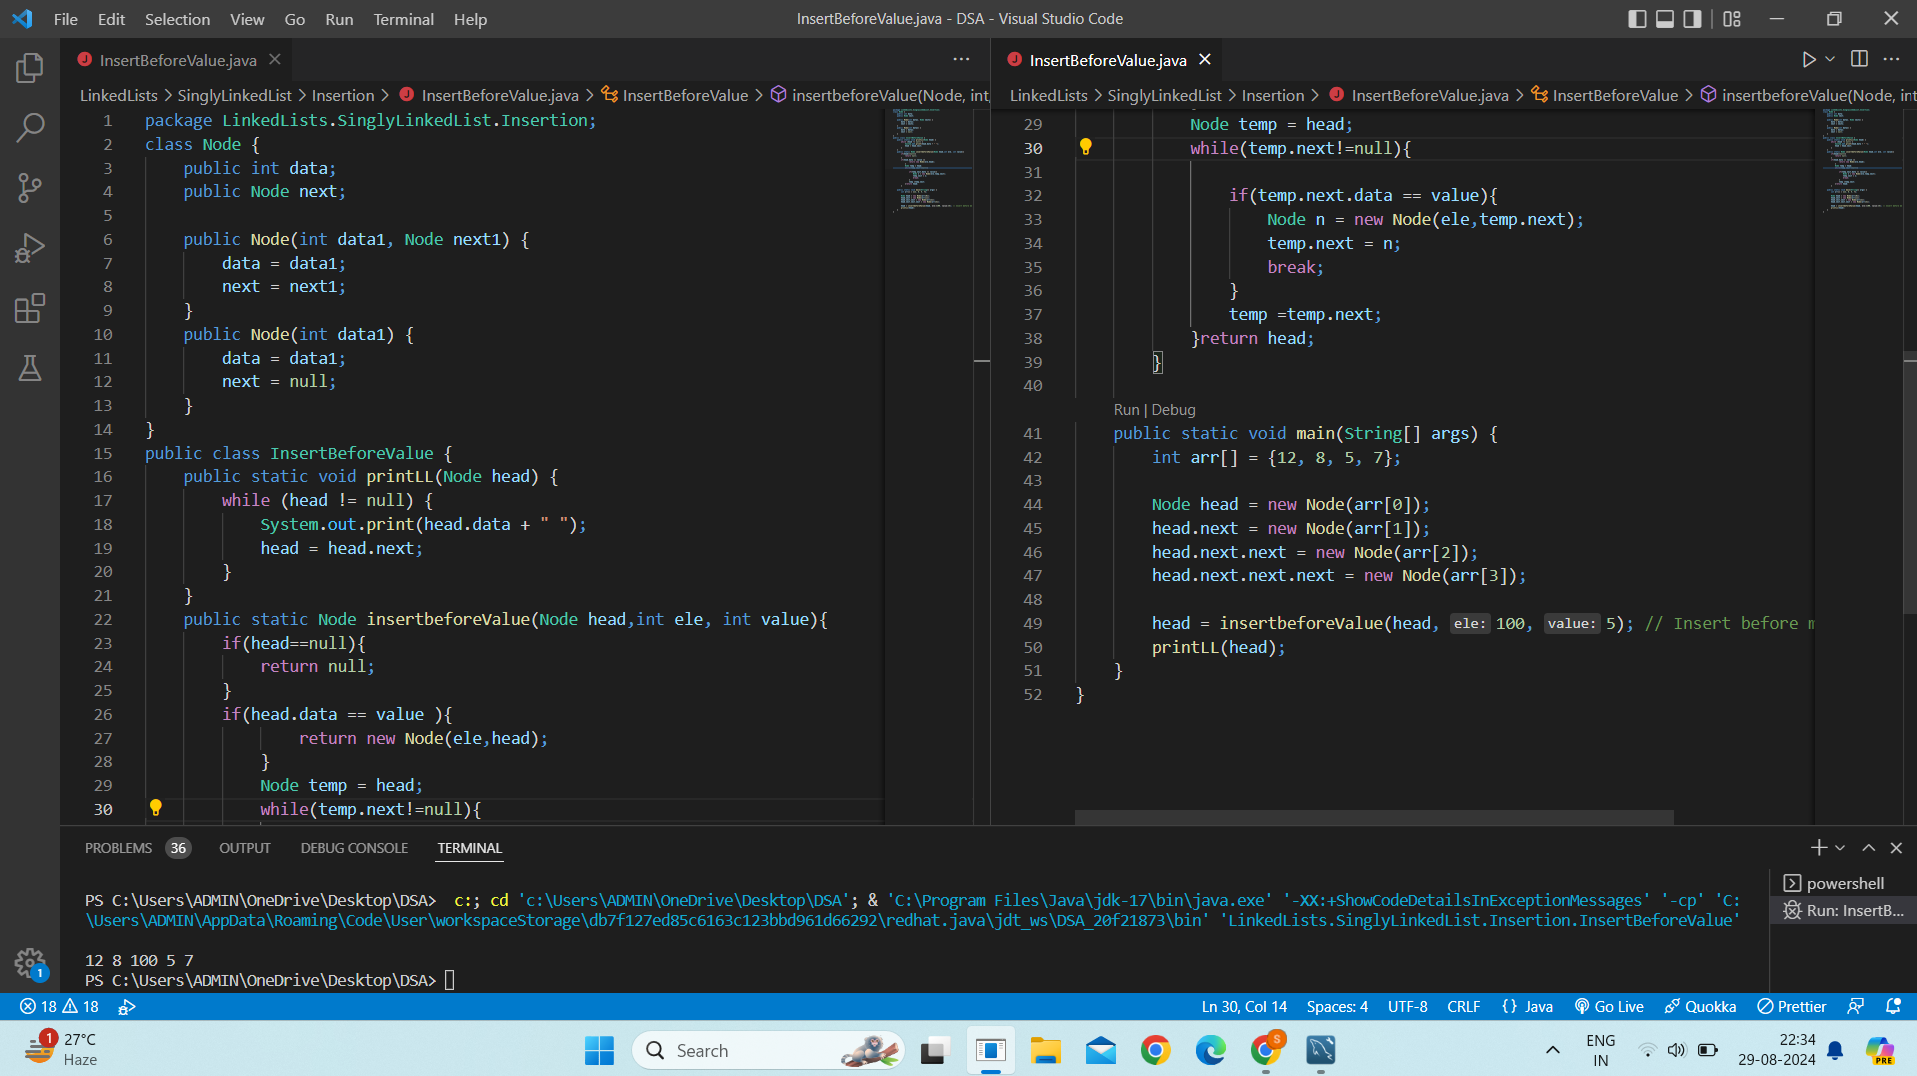 File Edit Selection View Go Run Terminal Help
InsertBeforeValue.java - DSA - Visual Studio Code
InsertBeforeValue.java
LinkedLists > SinglyLinkedList > Insertion > InsertBeforeValue.java > InsertBeforeValue > insertbeforeValue(Node, int,
1 package LinkedLists.SinglyLinkedList.Insertion;
2 class Node {
3 public int data;
4 public Node next;
5
6 public Node(int data1, Node next1) {
7 data = data1;
8 next = next1;
9 }
10 public Node(int data1) {
11 data = data1;
12 next = null;
13 }
14 }
15 public class InsertBeforeValue {
16 public static void printLL(Node head) {
17 while (head != null) {
18 System.out.print(head.data + " ");
19 head = head.next;
20 }
21 }
22 public static Node insertbeforeValue(Node head,int ele, int value){
23 if(head==null){
24 return null;
25 }
26 if(head.data == value ){
27 return new Node(ele,head);
28 }
29 Node temp = head;
30 while(temp.next!=null){
InsertBeforeValue.java
LinkedLists > SinglyLinkedList > Insertion > InsertBeforeValue.java > InsertBeforeValue > insertbeforeValue(Node, int
29 Node temp = head;
30 while(temp.next!=null){
31
32 if(temp.next.data == value){
33 Node n = new Node(ele,temp.next);
34 temp.next = n;
35 break;
36 }
37 temp =temp.next;
38 }return head;
39 }
40
Run | Debug
41 public static void main(String[] args) {
42 int arr[] = {12, 8, 5, 7};
43
44 Node head = new Node(arr[0]);
45 head.next = new Node(arr[1]);
46 head.next.next = new Node(arr[2]);
47 head.next.next.next = new Node(arr[3]);
48
49 head = insertbeforeValue(head, ele: 100, value: 5); // Insert before
50 printLL(head);
51 }
52 }
PROBLEMS 36 OUTPUT DEBUG CONSOLE TERMINAL
PS C:\Users\ADMIN\OneDrive\Desktop\DSA> c:; cd 'c:\Users\ADMIN\OneDrive\Desktop\DSA'; & 'C:\Program Files\Java\jdk-17\bin\java.exe' '-XX:+ShowCodeDetailsInExceptionMessages' '-cp' 'C:
\Users\ADMIN\AppData\Roaming\Code\User\workspaceStorage\db7f127ed85c6163c123bbd961d66292\redhat.java\jdt_ws\DSA_20f21873\bin' 'LinkedLists.SinglyLinkedList.Insertion.InsertBeforeValue'
12 8 100 5 7
PS C:\Users\ADMIN\OneDrive\Desktop\DSA>
powershell
Run: InsertB...
1
18 18
Ln 30, Col 14 Spaces: 4 UTF-8 CRLF {} Java Go Live Quokka Prettier
1
27°C
Haze
Search
S
ENG
IN
22:34
29-08-2024
PRE